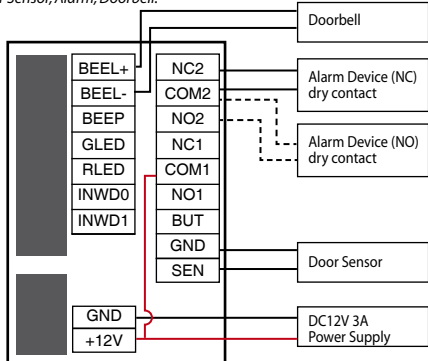 Sensor, Alarm, Doorbell.
Doorbell
BEEL+
BEEL-
BEEP
GLED
RLED
INWD0
INWD1
NC2
COM2
NO2
NC1
COM1
NO1
BUT
GND
SEN
Alarm Device (NC)
dry contact
Alarm Device (NO)
dry contact
Door Sensor
GND
+12V
DC12V 3A
Power Supply